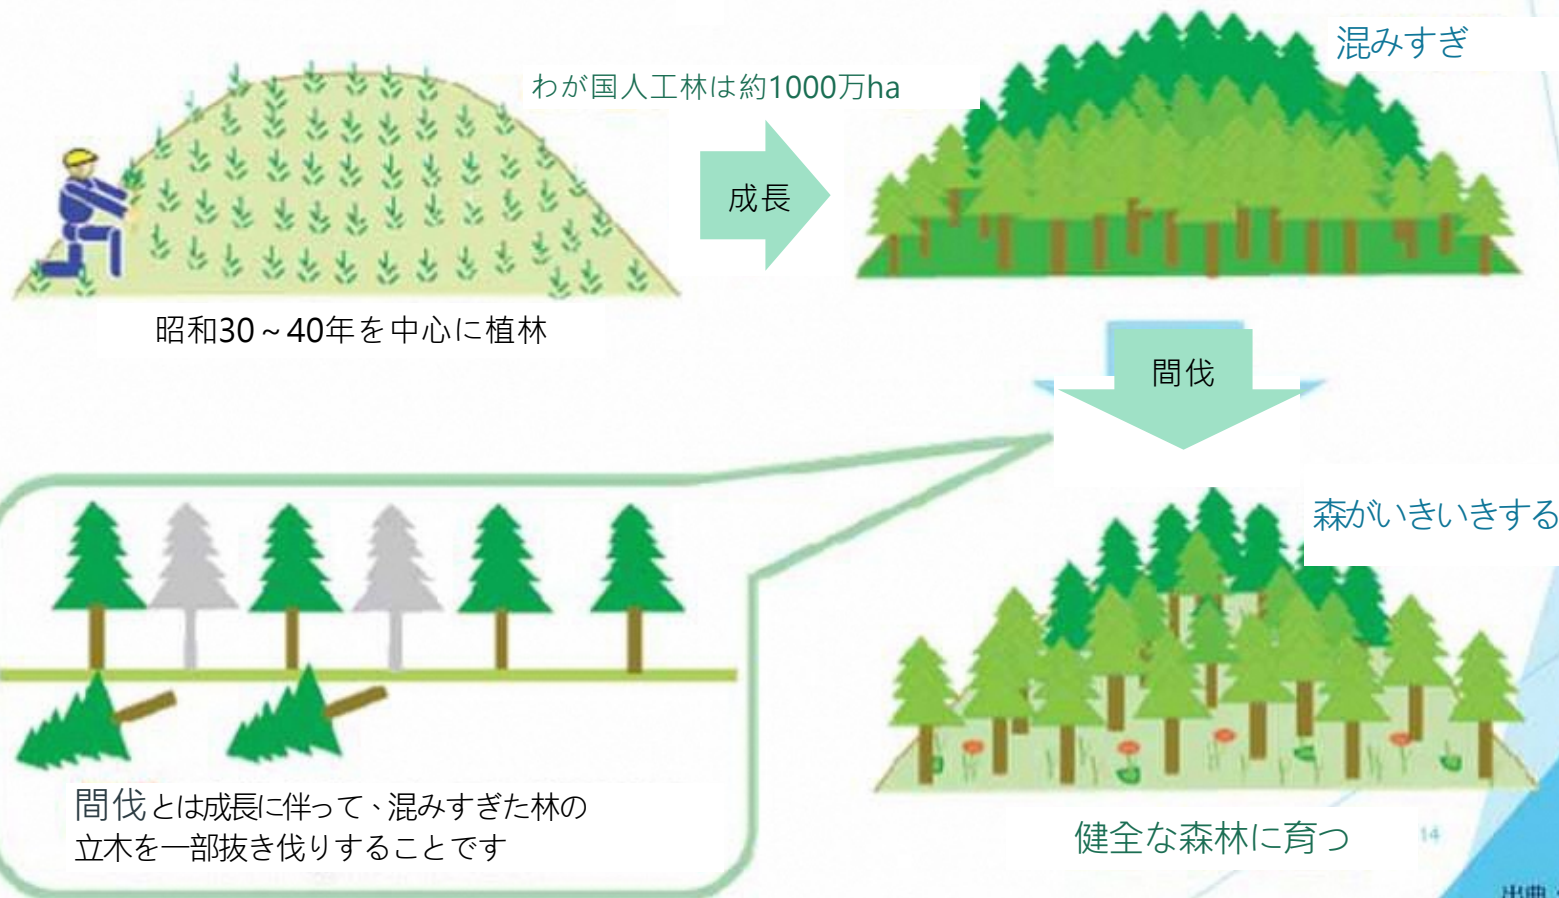 わが国人工林は約1000万ha
混みすぎ
成長
昭和30～40年を中心に植林
間伐
森がいきいきする
間伐とは成長に伴って、混みすぎた林の
立木を一部抜き伐りすることです
健全な森林に育つ
14
出典